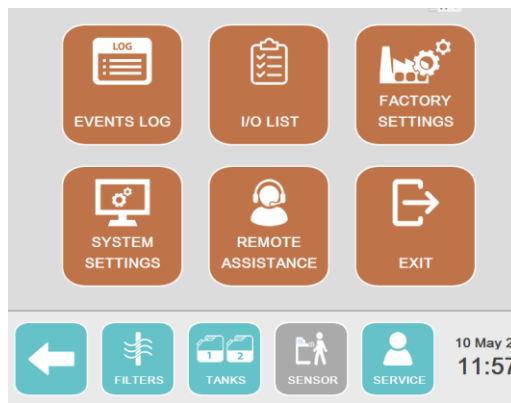 LOG
EVENTS LOG
I/O LIST
FACTORY
SETTINGS
SYSTEM
SETTINGS
REMOTE
ASSISTANCE
EXIT
1 2
FILTERS
TANKS
SENSOR
SERVICE
10 May 2
11:57